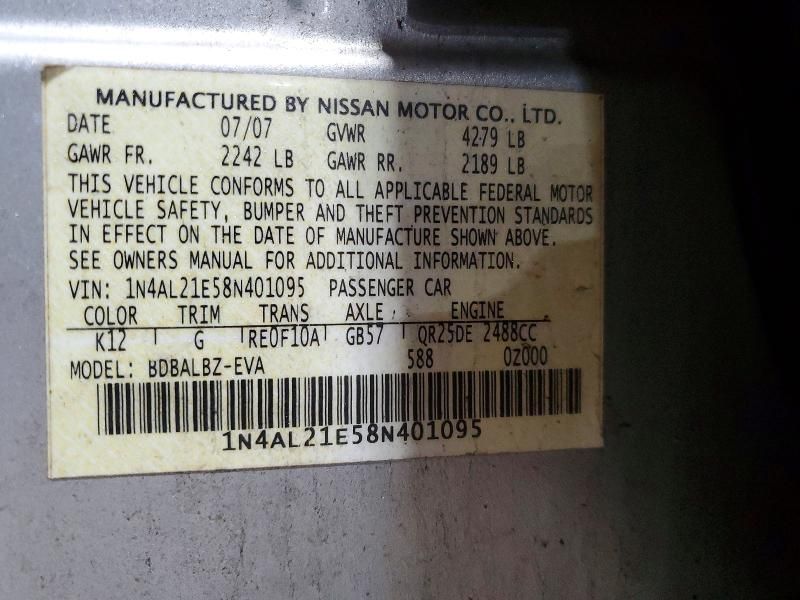 MANUFACTURED BY NISSAN MOTOR CO., LTD.
DATE 07/07 GVWR 4279 LB
GAWR FR. 2242 LB GAWR RR. 2189 LB
THIS VEHICLE CONFORMS TO ALL APPLICABLE FEDERAL MOTOR
VEHICLE SAFETY, BUMPER AND THEFT PREVENTION STANDARDS
IN EFFECT ON THE DATE OF MANUFACTURE SHOWN ABOVE.
SEE OWNERS MANUAL FOR ADDITIONAL INFORMATION.
VIN: 1N4AL21E58N401095 PASSENGER CAR
COLOR TRIM TRANS AXLE ENGINE
K12 G RE0F10A GB57 QR25DE 2488CC
MODEL: BDBALBZ-EVA 588 0Z000
1N4AL21E58N401095